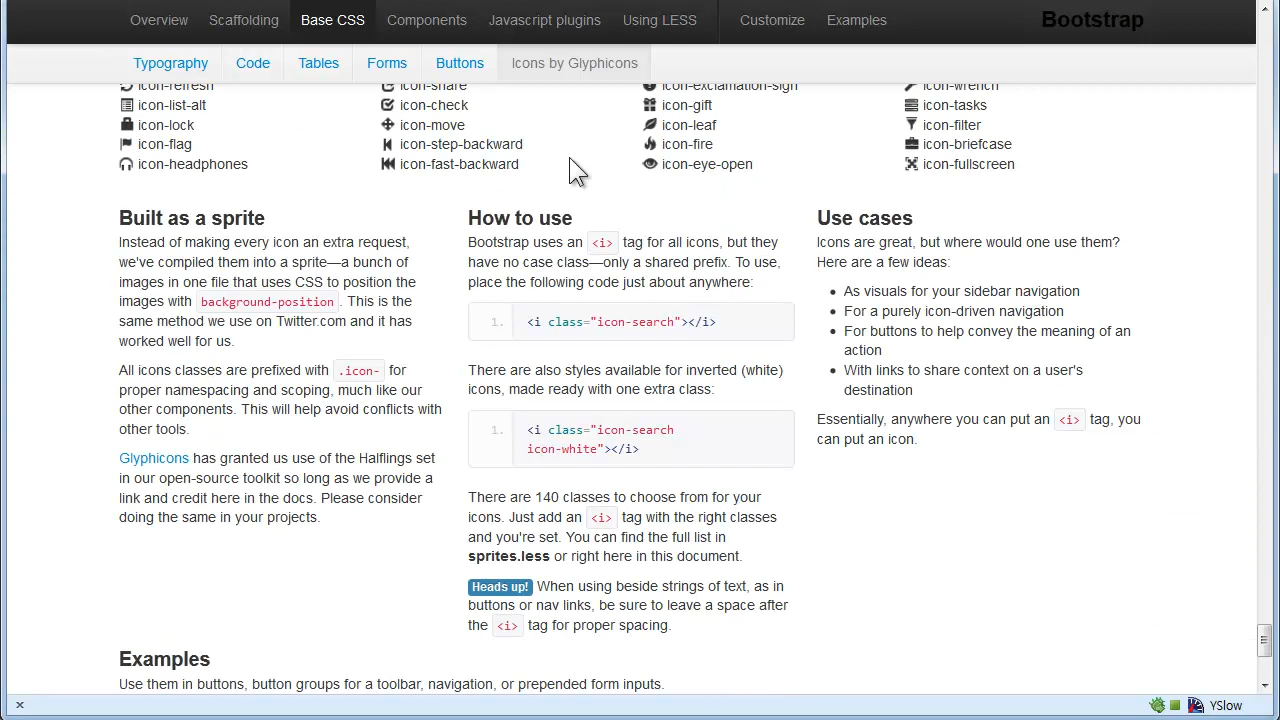 Overview Scaffolding Base CSS Components Javascript plugins Using LESS Customize Examples Bootstrap
Typography Code Tables Forms Buttons Icons by Glyphicons
icon-refresh icon-share icon-exclamation-sign icon-wrench
icon-list-alt icon-check icon-gift icon-tasks
icon-lock icon-move icon-leaf icon-filter
icon-flag icon-step-backward icon-fire icon-briefcase
icon-headphones icon-fast-backward icon-eye-open icon-fullscreen
Built as a sprite
Instead of making every icon an extra request,
we've compiled them into a sprite—a bunch of
images in one file that uses CSS to position the
images with background-position. This is the
same method we use on Twitter.com and it has
worked well for us.
All icons classes are prefixed with .icon- for
proper namespacing and scoping, much like our
other components. This will help avoid conflicts with
other tools.
Glyphicons has granted us use of the Halflings set
in our open-source toolkit so long as we provide a
link and credit here in the docs. Please consider
doing the same in your projects.
How to use
Bootstrap uses an <i> tag for all icons, but they
have no case class—only a shared prefix. To use,
place the following code just about anywhere:
1. <i class="icon-search"></i>
There are also styles available for inverted (white)
icons, made ready with one extra class:
1. <i class="icon-search
icon-white"></i>
There are 140 classes to choose from for your
icons. Just add an <i> tag with the right classes
and you're set. You can find the full list in
sprites.less or right here in this document.
Heads up! When using beside strings of text, as in
buttons or nav links, be sure to leave a space after
the <i> tag for proper spacing.
Use cases
Icons are great, but where would one use them?
Here are a few ideas:
As visuals for your sidebar navigation
For a purely icon-driven navigation
For buttons to help convey the meaning of an
action
With links to share context on a user's
destination
Essentially, anywhere you can put an <i> tag, you
can put an icon.
Examples
Use them in buttons, button groups for a toolbar, navigation, or prepended form inputs.
YSlow